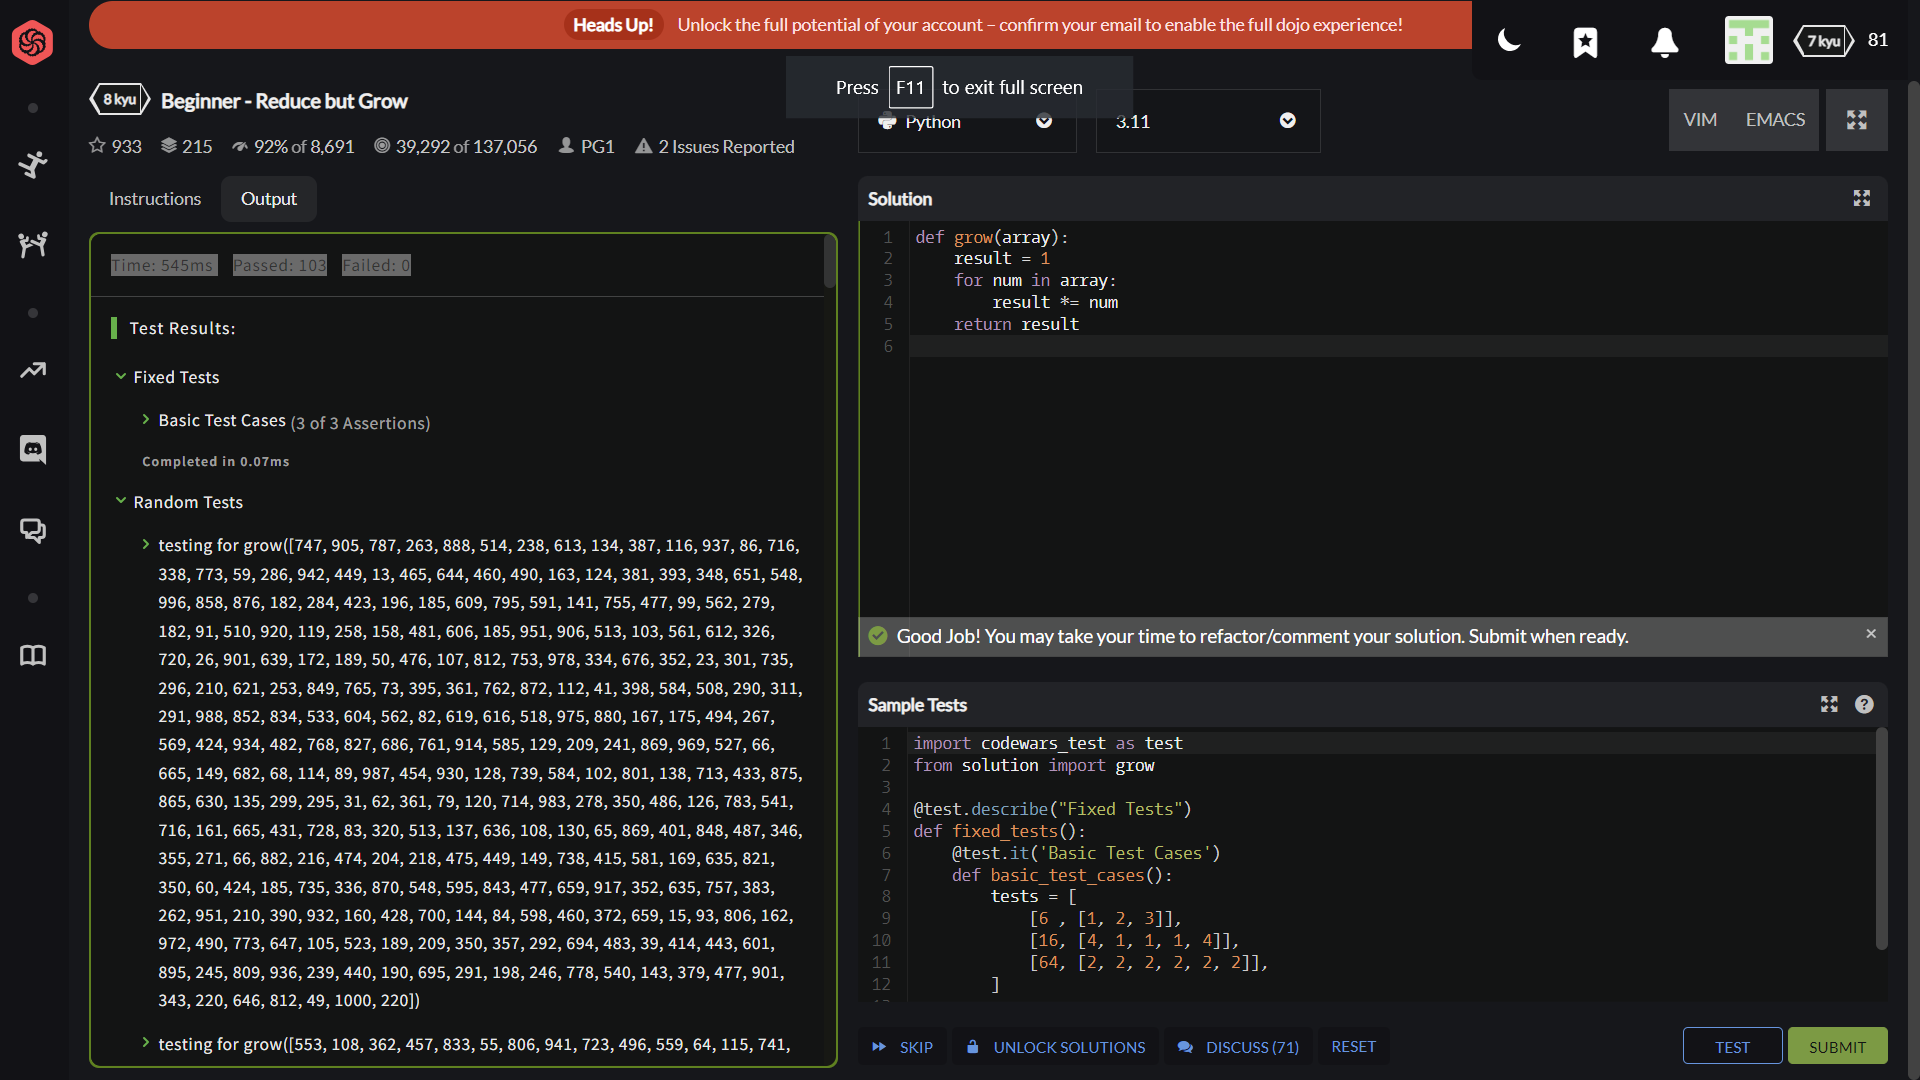 Heads Up! Unlock the full potential of your account – confirm your email to enable the full dojo experience!
7 kyu 81
Press F11 to exit full screen
8 kyu Beginner - Reduce but Grow
933 215 92% of 8,691 39,292 of 137,056 PG1 2 Issues Reported
Python
3.11
VIM EMACS
Instructions Output
Time: 545ms Passed: 103 Failed: 0
Test Results:
Fixed Tests
Basic Test Cases (3 of 3 Assertions)
Completed in 0.07ms
Random Tests
testing for grow([747, 905, 787, 263, 888, 514, 238, 613, 134, 387, 116, 937, 86, 716,
338, 773, 59, 286, 942, 449, 13, 465, 644, 460, 490, 163, 124, 381, 393, 348, 651, 548,
996, 858, 876, 182, 284, 423, 196, 185, 609, 795, 591, 141, 755, 477, 99, 562, 279,
182, 91, 510, 920, 119, 258, 158, 481, 606, 185, 951, 906, 513, 103, 561, 612, 326,
720, 26, 901, 639, 172, 189, 50, 476, 107, 812, 753, 978, 334, 676, 352, 23, 301, 735,
296, 210, 621, 253, 849, 765, 73, 395, 361, 762, 872, 112, 41, 398, 584, 508, 290, 311,
291, 988, 852, 834, 533, 604, 562, 82, 619, 616, 518, 975, 880, 167, 175, 494, 267,
569, 424, 934, 482, 768, 827, 686, 761, 914, 585, 129, 209, 241, 869, 969, 527, 66,
665, 149, 682, 68, 114, 89, 987, 454, 930, 128, 739, 584, 102, 801, 138, 713, 433, 875,
865, 630, 135, 299, 295, 31, 62, 361, 79, 120, 714, 983, 278, 350, 486, 126, 783, 541,
716, 161, 665, 431, 728, 83, 320, 513, 137, 636, 108, 130, 65, 869, 401, 848, 487, 346,
355, 271, 66, 882, 216, 474, 204, 218, 475, 449, 149, 738, 415, 581, 169, 635, 821,
350, 60, 424, 185, 735, 336, 870, 548, 595, 843, 477, 659, 917, 352, 635, 757, 383,
262, 951, 210, 390, 932, 160, 428, 700, 144, 84, 598, 460, 372, 659, 15, 93, 806, 162,
972, 490, 773, 647, 105, 523, 189, 209, 350, 357, 292, 694, 483, 39, 414, 443, 601,
895, 245, 809, 936, 239, 440, 190, 695, 291, 198, 246, 778, 540, 143, 379, 477, 901,
343, 220, 646, 812, 49, 1000, 220])
testing for grow([553, 108, 362, 457, 833, 55, 806, 941, 723, 496, 559, 64, 115, 741,
Solution
1 def grow(array):
2 result = 1
3 for num in array:
4 result *= num
5 return result
6
Good Job! You may take your time to refactor/comment your solution. Submit when ready.
Sample Tests
1 import codewars_test as test
2 from solution import grow
3
4 @test.describe("Fixed Tests")
5 def fixed_tests():
6 @test.it('Basic Test Cases')
7 def basic_test_cases():
8 tests = [
9 [6 , [1, 2, 3]],
10 [16, [4, 1, 1, 1, 4]],
11 [64, [2, 2, 2, 2, 2, 2]],
12 ]
SKIP UNLOCK SOLUTIONS DISCUSS (71) RESET TEST SUBMIT